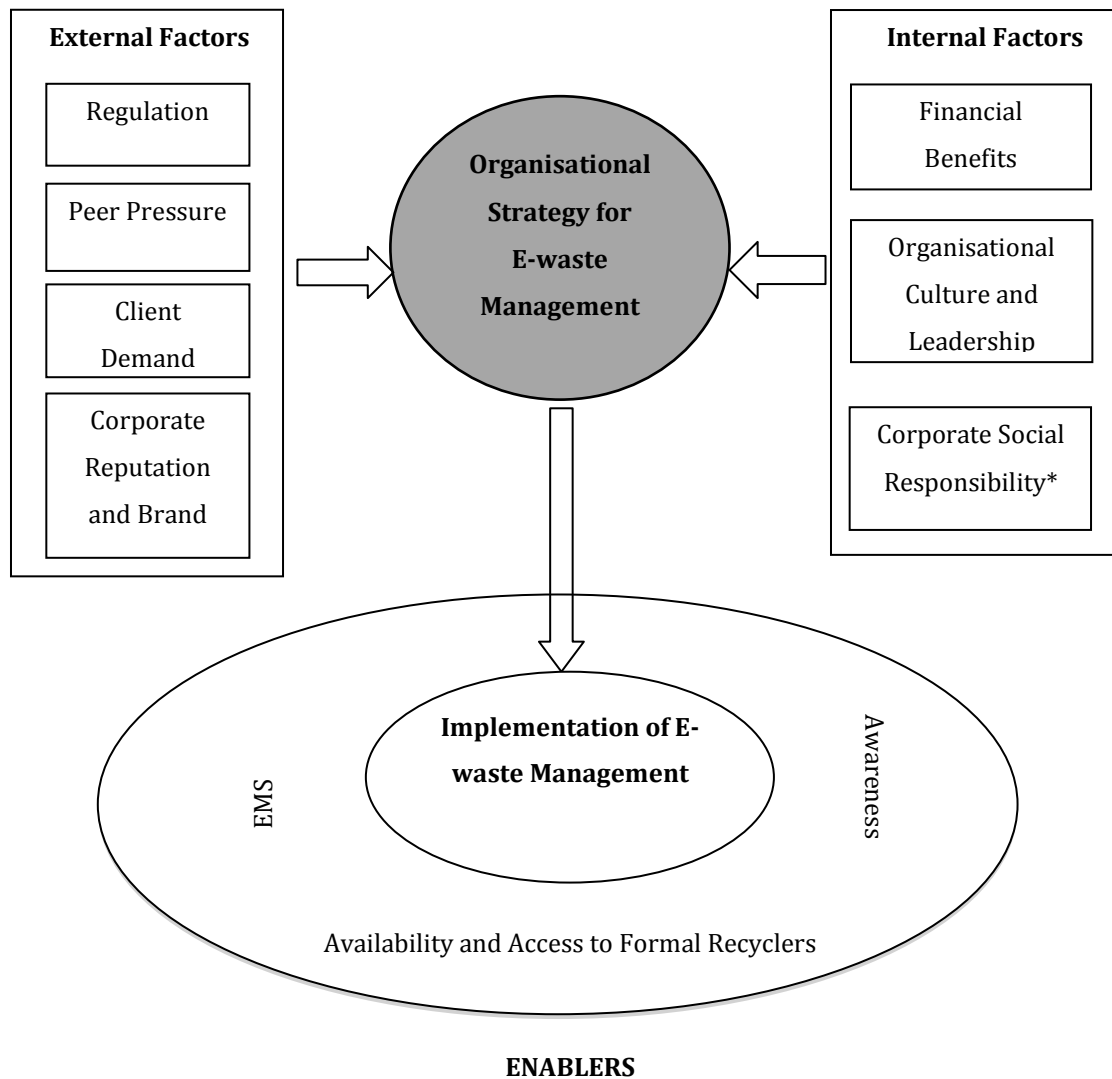 External Factors
Regulation
Peer Pressure
Client
Demand
Corporate
Reputation
and Brand
Organisational
Strategy for
E-waste
Management
Internal Factors
Financial
Benefits
Organisational
Culture and
Leadership
Corporate Social
Responsibility*
Implementation of E-
waste Management
EMS
Awareness
Availability and Access to Formal Recyclers
ENABLERS